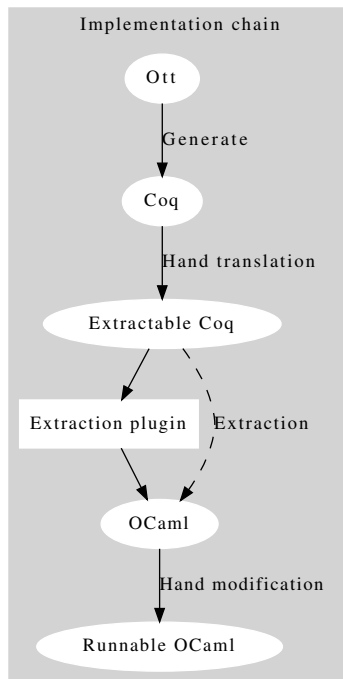 Implementation chain
Ott
Generate
Coq
Hand translation
Extractable Coq
Extraction plugin
Extraction
OCaml
Hand modification
Runnable OCaml